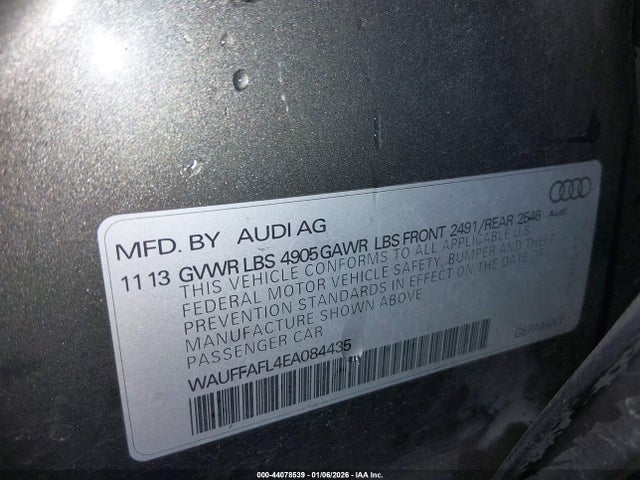 MFD. BY AUDI AG
Audi
11 13 GVWR LBS 4905 GAWR LBS FRONT 2491/REAR 2546
THIS VEHICLE CONFORMS TO ALL APPLICABLE U.S
FEDERAL MOTOR VEHICLE SAFETY, BUMPER AND THEFT
PREVENTION STANDARDS IN EFFECT ON THE DATE OF
MANUFACTURE SHOWN ABOVE
PASSENGER CAR
GERMANY
WAUFFAFL4EA084435
000-44078539 - 01/06/2026 - © IAA Inc.